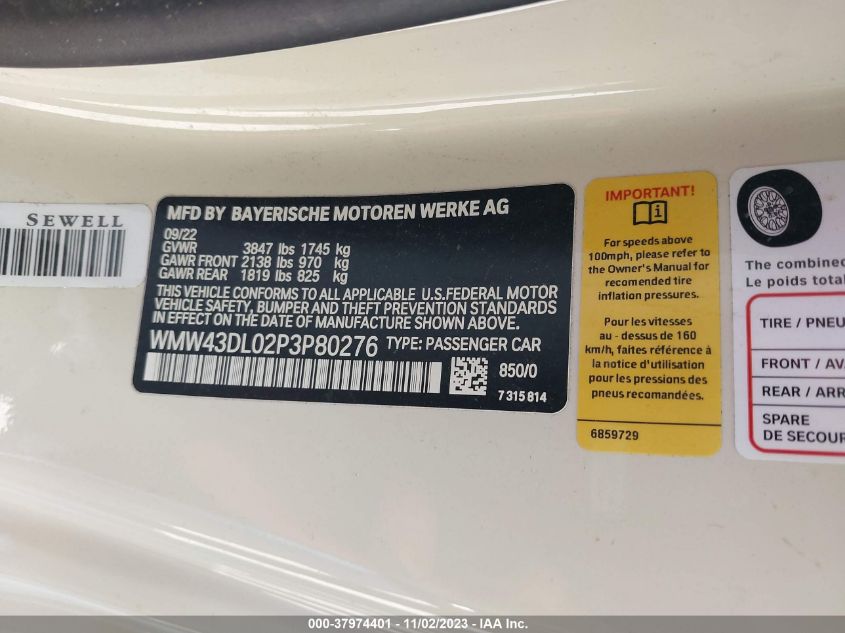 SEWELL
MFD BY BAYERISCHE MOTOREN WERKE AG
09/22
GVWR 3847 lbs 1745 kg
GAWR FRONT 2138 lbs 970 kg
GAWR REAR 1819 lbs 825 kg
THIS VEHICLE CONFORMS TO ALL APPLICABLE U.S.FEDERAL MOTOR
VEHICLE SAFETY, BUMPER AND THEFT PREVENTION STANDARDS
IN EFFECT ON THE DATE OF MANUFACTURE SHOWN ABOVE.
WMW43DL02P3P80276 TYPE: PASSENGER CAR
850/0
7 315 814
IMPORTANT!
For speeds above
100mph, please refer to
the Owner's Manual for
recomended tire
inflation pressures.
Pour les vitesses
au - dessus de 160
km/h, faites référence à
la notice d'utilisation
pour les pressions des
pneus recomandées.
6859729
The combined
Le poids total
TIRE / PNEU
FRONT / AVA
REAR / ARR
SPARE
DE SECOUR
000-37974401 - 11/02/2023 - IAA Inc.